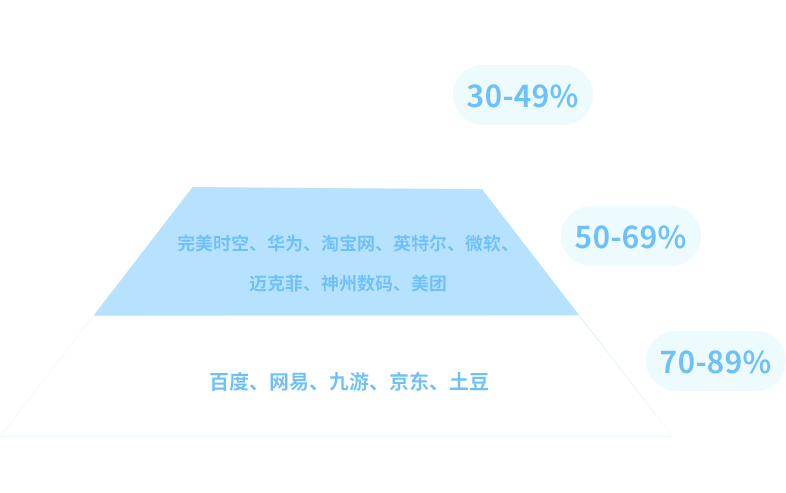 30-49%
完美时空、华为、淘宝网、英特尔、微软、
50-69%
迈克菲、神州数码、美团
70-89%
百度、网易、九游、京东、土豆